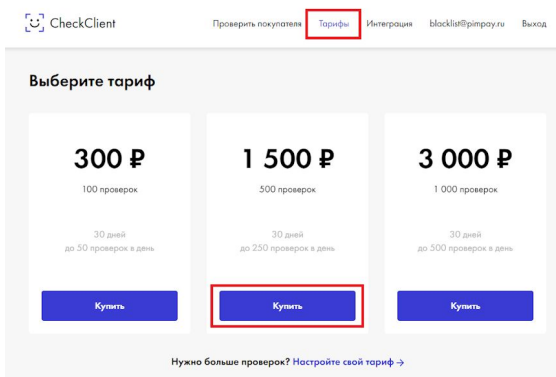 CheckClient
Проверить покупателя Тарифы Интеграция blacklist@pimpay.ru Выход
Выберите тариф
300 ₽ 1 500 ₽ 3 000 ₽
100 проверок 500 проверок 1 000 проверок
30 дней 30 дней 30 дней
до 50 проверок в день до 250 проверок в день до 500 проверок в день
Купить Купить Купить
Нужно больше проверок? Настройте свой тариф →